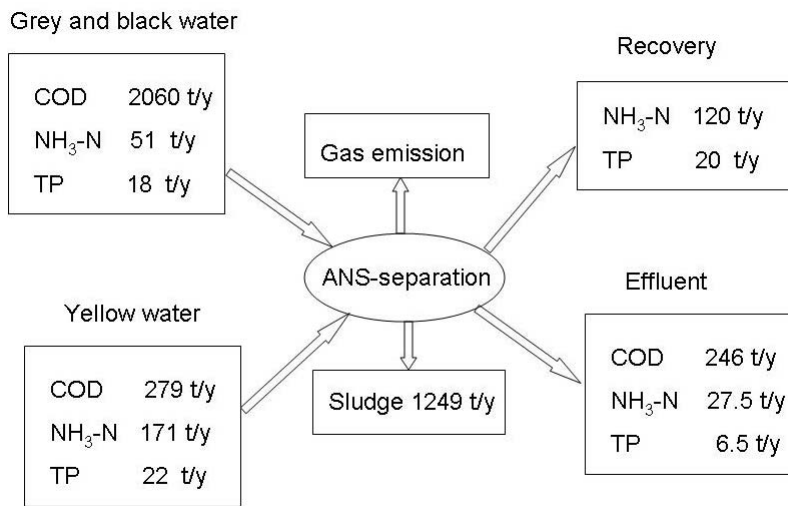 Grey and black water
COD 2060 t/y
NH₃-N 51 t/y
TP 18 t/y
Gas emission
Recovery
NH₃-N 120 t/y
TP 20 t/y
ANS-separation
Yellow water
COD 279 t/y
NH₃-N 171 t/y
TP 22 t/y
Sludge 1249 t/y
Effluent
COD 246 t/y
NH₃-N 27.5 t/y
TP 6.5 t/y